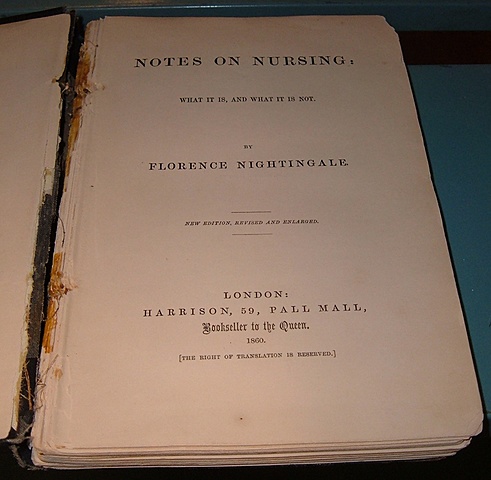 NOTES ON NURSING:
WHAT IT IS, AND WHAT IT IS NOT.
BY
FLORENCE NIGHTINGALE.
NEW EDITION, REVISED AND ENLARGED.
LONDON:
HARRISON, 59, PALL MALL,
Bookseller to the Queen.
1860.
[THE RIGHT OF TRANSLATION IS RESERVED.]